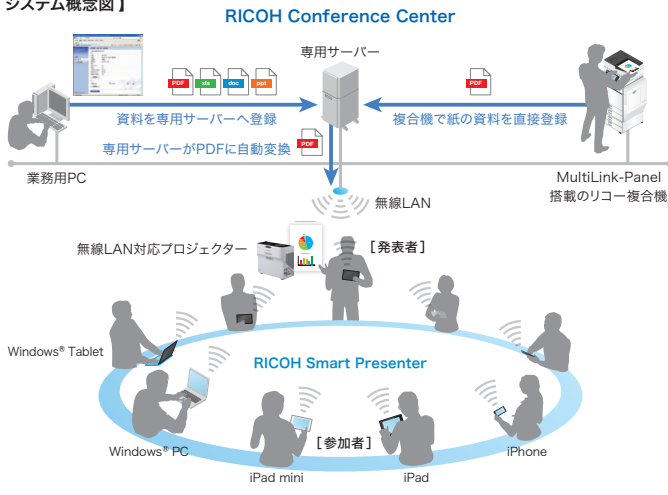 システム概念図】
RICOH Conference Center
専用サーバー
PDF
xls
doc
ppt
PDF
資料を専用サーバーへ登録
複合機で紙の資料を直接登録
専用サーバーがPDFに自動変換
PDF
業務用PC
MultiLink-Panel
搭載のリコー複合機
無線LAN
無線LAN対応プロジェクター
［発表者］
Windows® Tablet
RICOH Smart Presenter
Windows® PC
［参加者］
iPhone
iPad mini
iPad